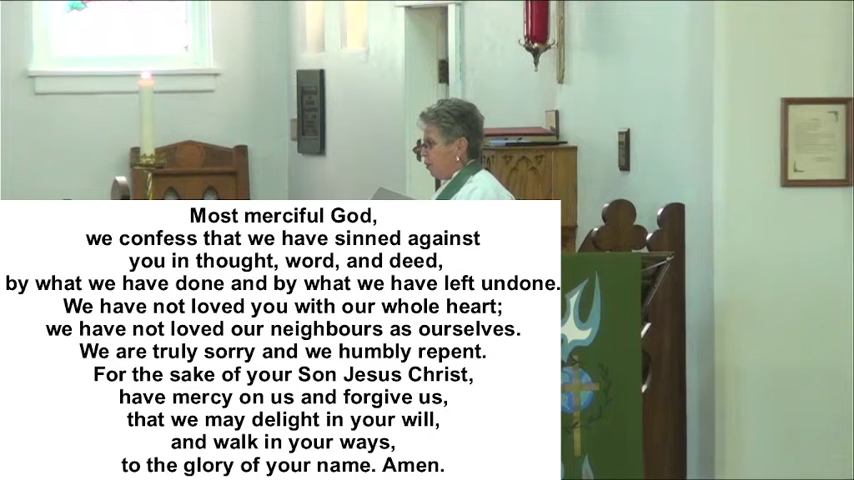 Most merciful God,
we confess that we have sinned against
you in thought, word, and deed,
by what we have done and by what we have left undone.
We have not loved you with our whole heart;
we have not loved our neighbours as ourselves.
We are truly sorry and we humbly repent.
For the sake of your Son Jesus Christ,
have mercy on us and forgive us,
that we may delight in your will,
and walk in your ways,
to the glory of your name. Amen.